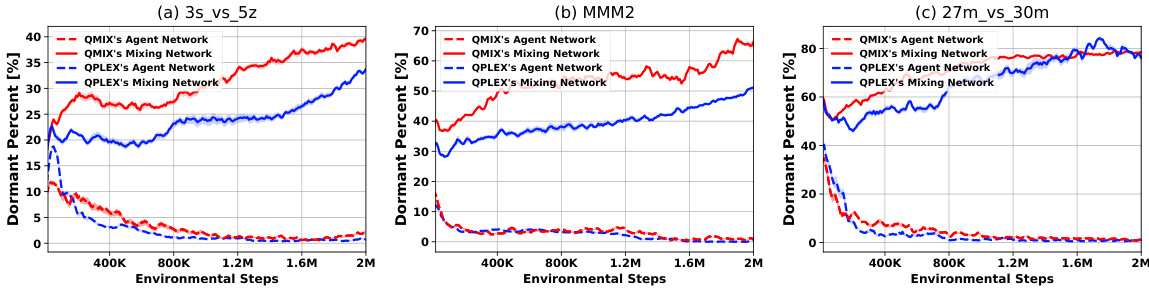 (a) 3s_vs_5z
Dormant Percent [%]
40
35
30
25
20
15
10
5
0
QMIX's Agent Network
QMIX's Mixing Network
QPLEX's Agent Network
QPLEX's Mixing Network
400K 800K 1.2M 1.6M 2M
Environmental Steps
(b) MMM2
Dormant Percent [%]
70
60
50
40
30
20
10
0
QMIX's Agent Network
QMIX's Mixing Network
QPLEX's Agent Network
QPLEX's Mixing Network
400K 800K 1.2M 1.6M 2M
Environmental Steps
(c) 27m_vs_30m
Dormant Percent [%]
80
60
40
20
0
QMIX's Agent Network
QMIX's Mixing Network
QPLEX's Agent Network
QPLEX's Mixing Network
400K 800K 1.2M 1.6M 2M
Environmental Steps